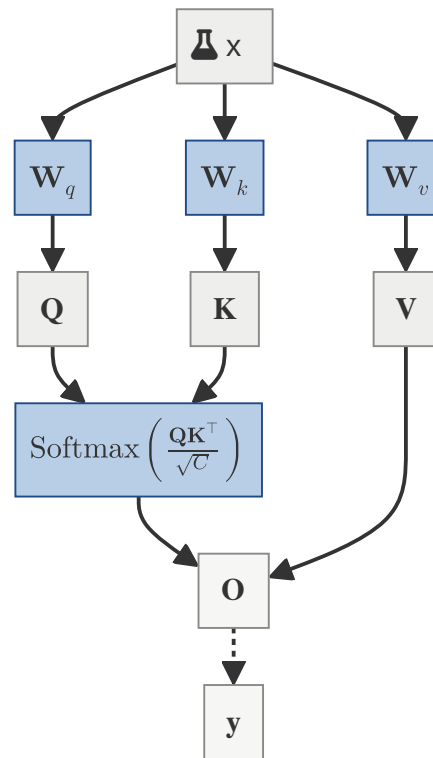 x
W_q W_k W_v
Q K V
Softmax(QK^⊤/√C)
O
y